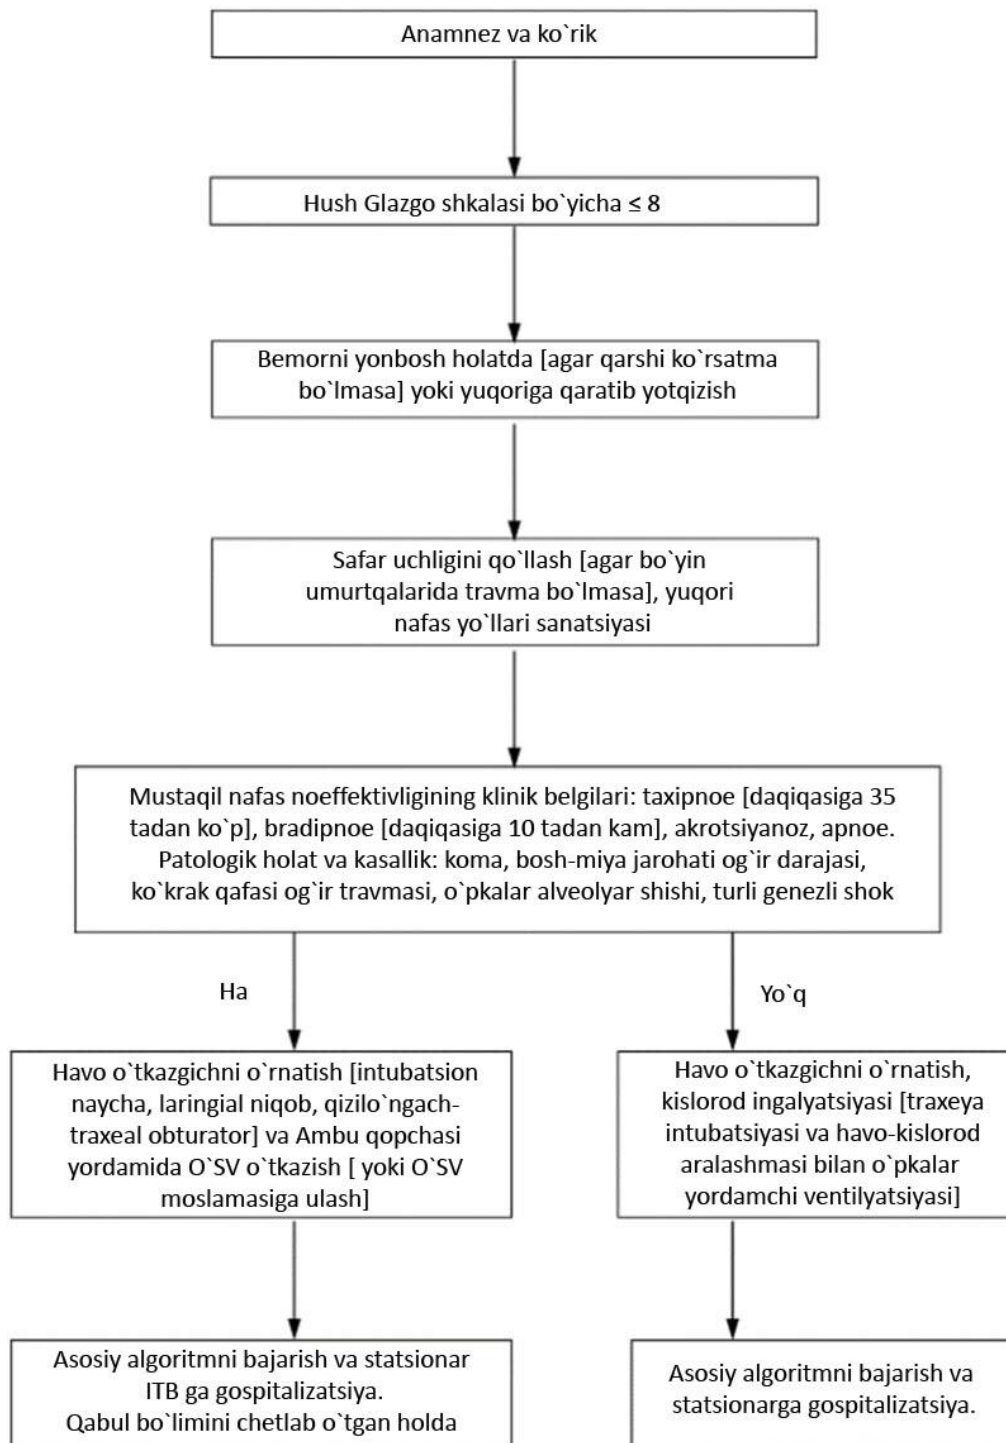 Anamnez va ko`rik
Hush Glazgo shkalasi bo`yicha ≤ 8
Bemorni yonbosh holatda [agar qarshi ko`rsatma
bo`lmasa] yoki yuqoriga qaratib yotqizish
Safar uchligini qo`llash [agar bo`yin
umurtqalarida travma bo`lmasa], yuqori
nafas yo`llari sanatsiyasi
Mustaqil nafas noeffektivligining klinik belgilari: taxipnoe [daqiqasiga 35
tadan ko`p], bradipnoe [daqiqasiga 10 tadan kam], akrotsiyanoz, apnoe.
Patologik holat va kasallik: koma, bosh-miya jarohati og`ir darajasi,
ko`krak qafasi og`ir travmasi, o`pkalar alveolyar shishi, turli genezli shok
Ha
Yo`q
Havo o`tkazgichni o`rnatish [intubatsion
naycha, laringial niqob, qizilo`ngach-
traxeal obturator] va Ambu qopchasi
yordamida O`SV o`tkazish [ yoki O`SV
moslamasiga ulash]
Havo o`tkazgichni o`rnatish,
kislorod ingalyatsiyasi [traxeya
intubatsiyasi va havo-kislorod
aralashmasi bilan o`pkalar
yordamchi ventilyatsiyasi]
Asosiy algoritmni bajarish va statsionar
ITB ga gospitalizatsiya.
Qabul bo`limini chetlab o`tgan holda
Asosiy algoritmni bajarish va
statsionarga gospitalizatsiya.